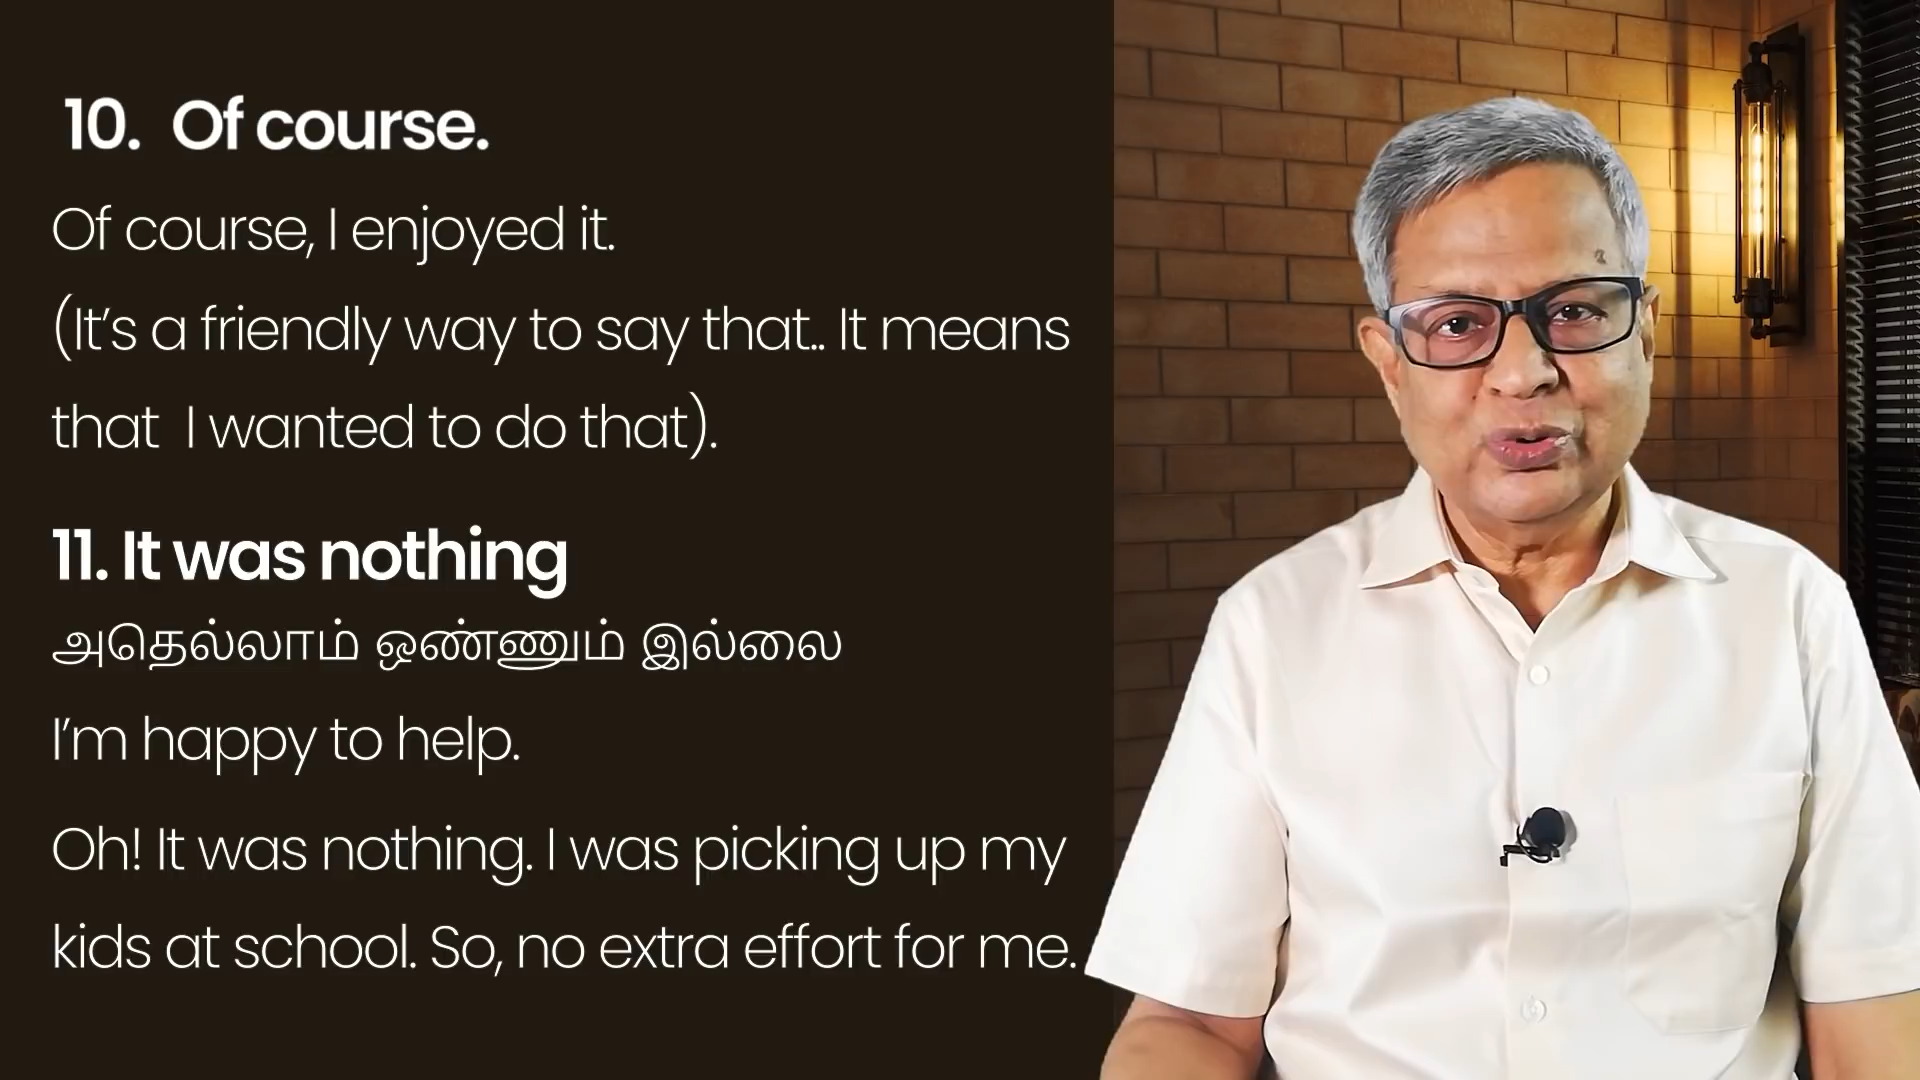 10. Of course.
Of course, I enjoyed it.
(It's a friendly way to say that.. It means
that I wanted to do that).
11. It was nothing
அதெல்லாம் ஒண்ணும் இல்லை
I'm happy to help.
Oh! It was nothing. I was picking up my
kids at school. So, no extra effort for me.